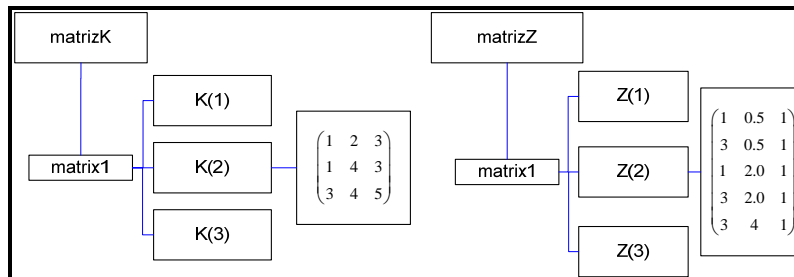 matrizK
matrizZ
K(1)
Z(1)
matrix1
K(2)
1 2 3
1 4 3
3 4 5
matrix1
Z(2)
1 0.5 1
3 0.5 1
1 2.0 1
3 2.0 1
3 4 1
K(3)
Z(3)